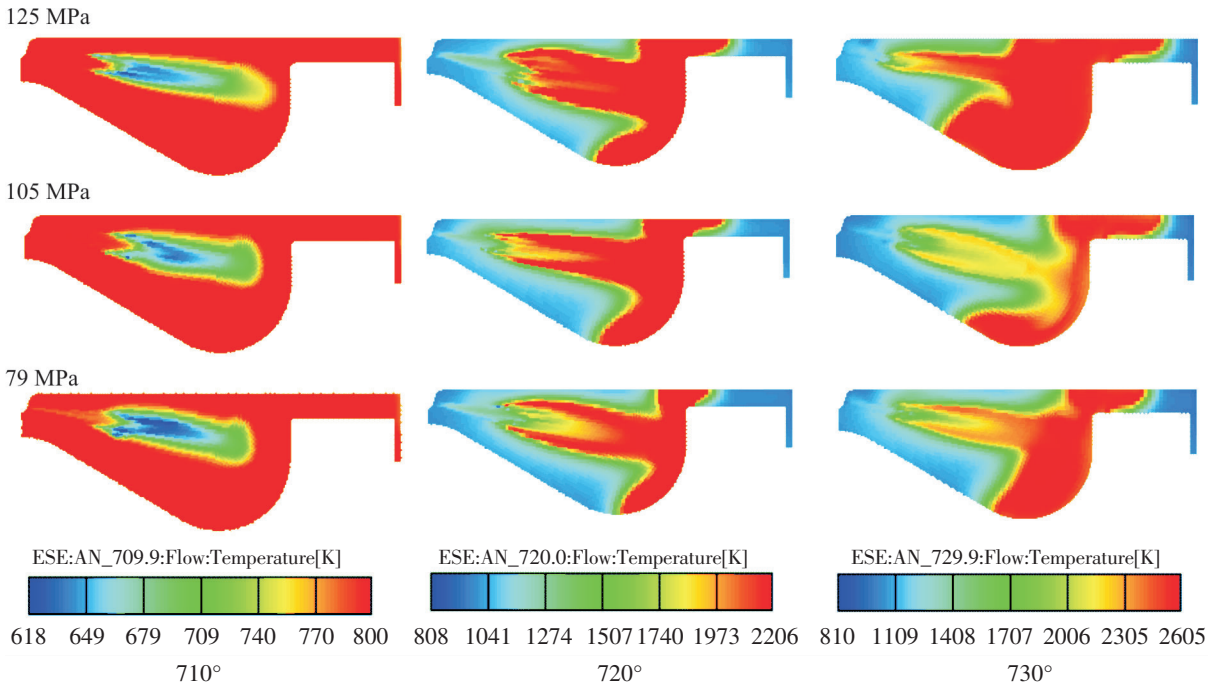 125 MPa
105 MPa
79 MPa
ESE:AN_709.9:Flow:Temperature[K]
618 649 679 709 740 770 800
710°
ESE:AN_720.0:Flow:Temperature[K]
808 1041 1274 1507 1740 1973 2206
720°
ESE:AN_729.9:Flow:Temperature[K]
810 1109 1408 1707 2006 2305 2605
730°